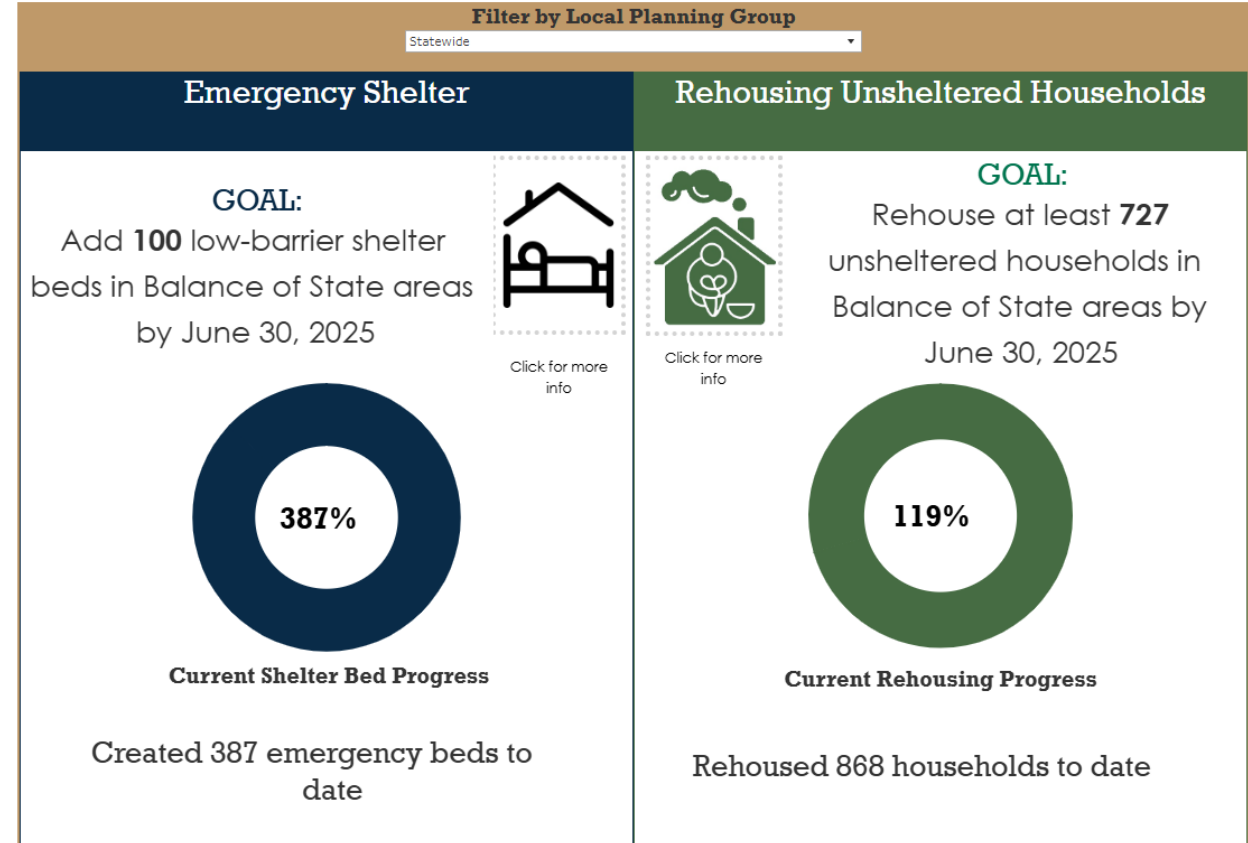 Filter by Local Planning Group
Statewide
Emergency Shelter
GOAL:
Add 100 low-barrier shelter
beds in Balance of State areas
by June 30, 2025
Click for more
info
387%
Current Shelter Bed Progress
Created 387 emergency beds to
date
Rehousing Unsheltered Households
GOAL:
Rehouse at least 727
unsheltered households in
Balance of State areas by
June 30, 2025
Click for more
info
119%
Current Rehousing Progress
Rehoused 868 households to date